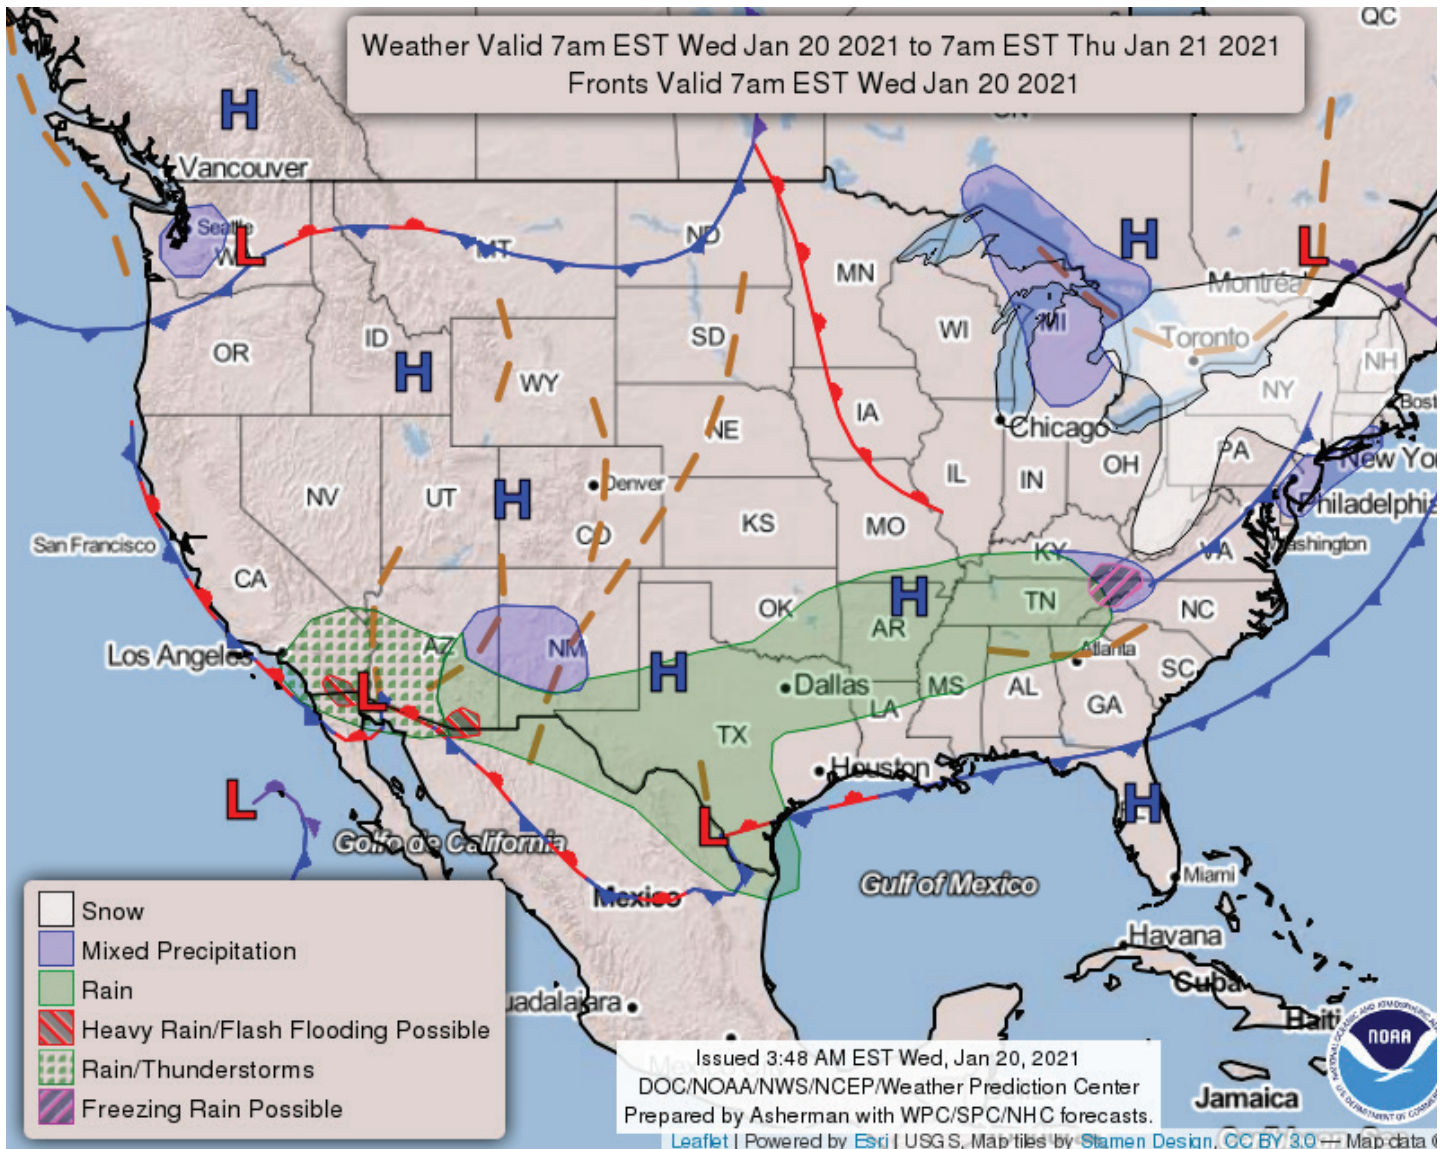 Weather Valid 7am EST Wed Jan 20 2021 to 7am EST Thu Jan 21 2021
Fronts Valid 7am EST Wed Jan 20 2021
QC
ON
H
Vancouver
Seattle
L
H
L
MT
ND
MN
Montréal
WI
MI
Toronto
OR
ID
H
WY
SD
NH
NY
IA
Chicago
Bost
NE
NV
UT
H
Denver
CO
KS
IL
IN
OH
PA
New Yo
Philadelphia
MO
San Francisco
CA
KY
VA
Washington
H
OK
AR
TN
NC
Los Angeles
AZ
NM
H
Dallas
LA
MS
AL
Atlanta
GA
SC
L
TX
Houston
L
L
H
Golfo de California
Gulf of Mexico
Miami
Mexico
Havana
Cuba
Haiti
Jamaica
uadalajara
Mexico City
Snow
Mixed Precipitation
Rain
Heavy Rain/Flash Flooding Possible
Rain/Thunderstorms
Freezing Rain Possible
Issued 3:48 AM EST Wed, Jan 20, 2021
DOC/NOAA/NWS/NCEP/Weather Prediction Center
Prepared by Asherman with WPC/SPC/NHC forecasts.
NOAA
Leaflet | Powered by Esri | USGS, Map tiles by Stamen Design, CC BY 3.0 — Map data ©